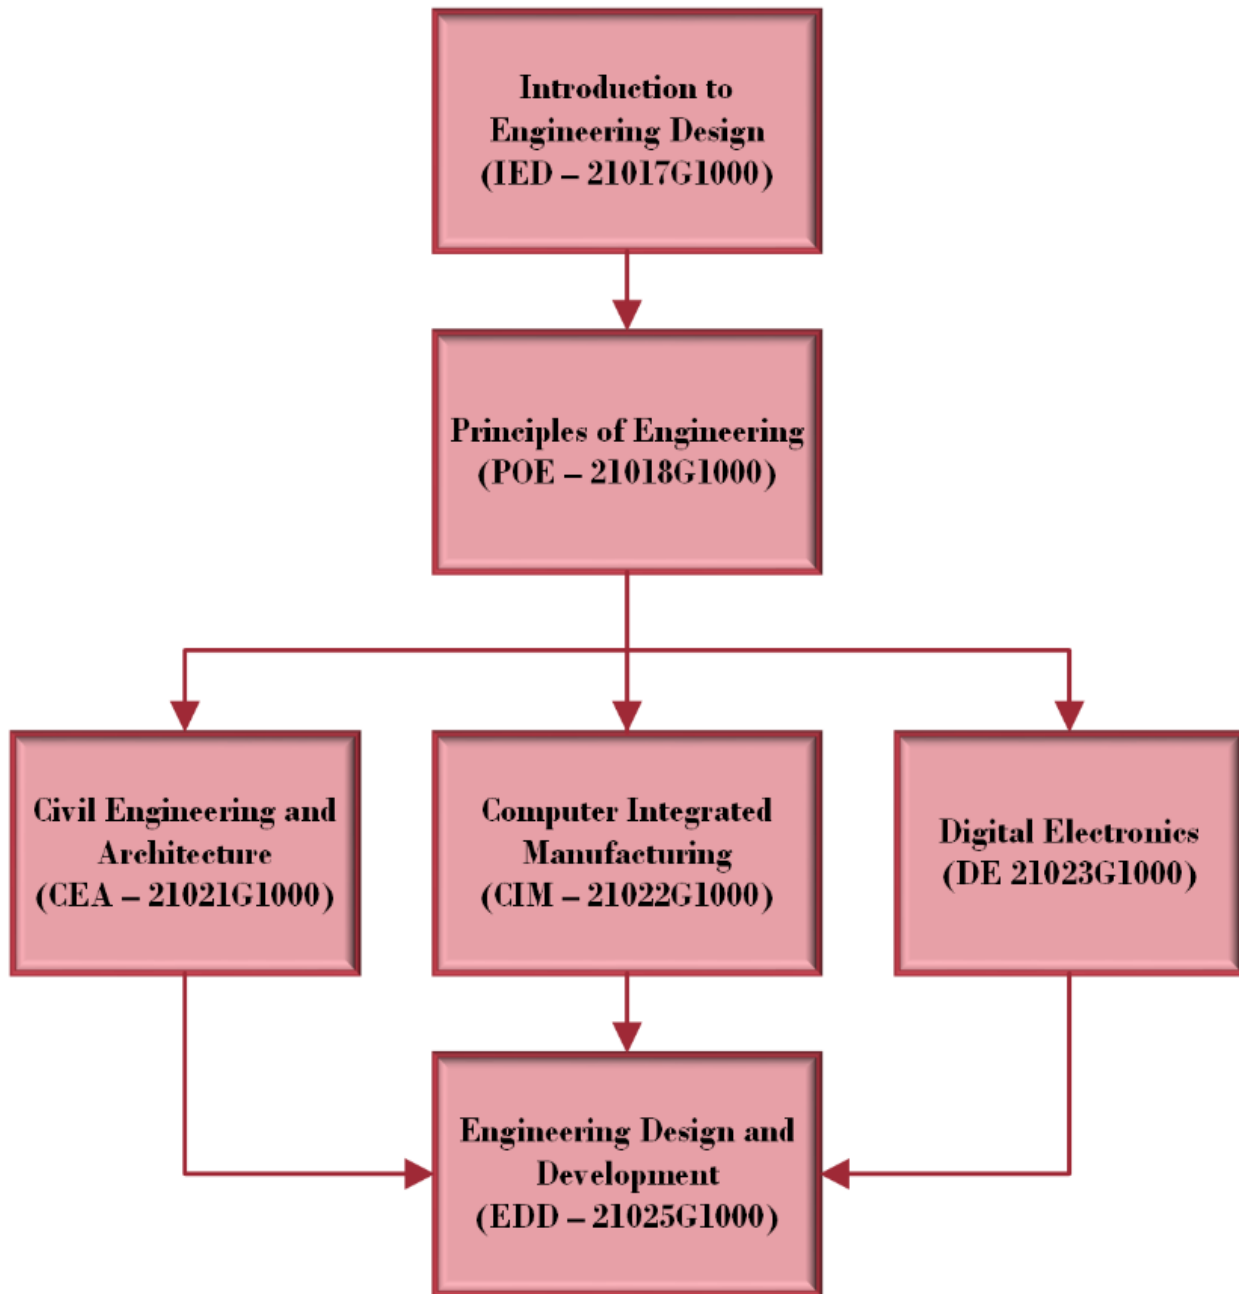 Introduction to
Engineering Design
(IED – 21017G1000)
Principles of Engineering
(POE – 21018G1000)
Civil Engineering and
Architecture
(CEA – 21021G1000)
Computer Integrated
Manufacturing
(CIM – 21022G1000)
Digital Electronics
(DE 21023G1000)
Engineering Design and
Development
(EDD – 21025G1000)